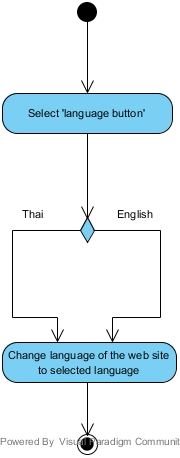 Select 'language button'
Thai English
Change language of the web site
to selected language
Powered By Visual Paradigm Communit